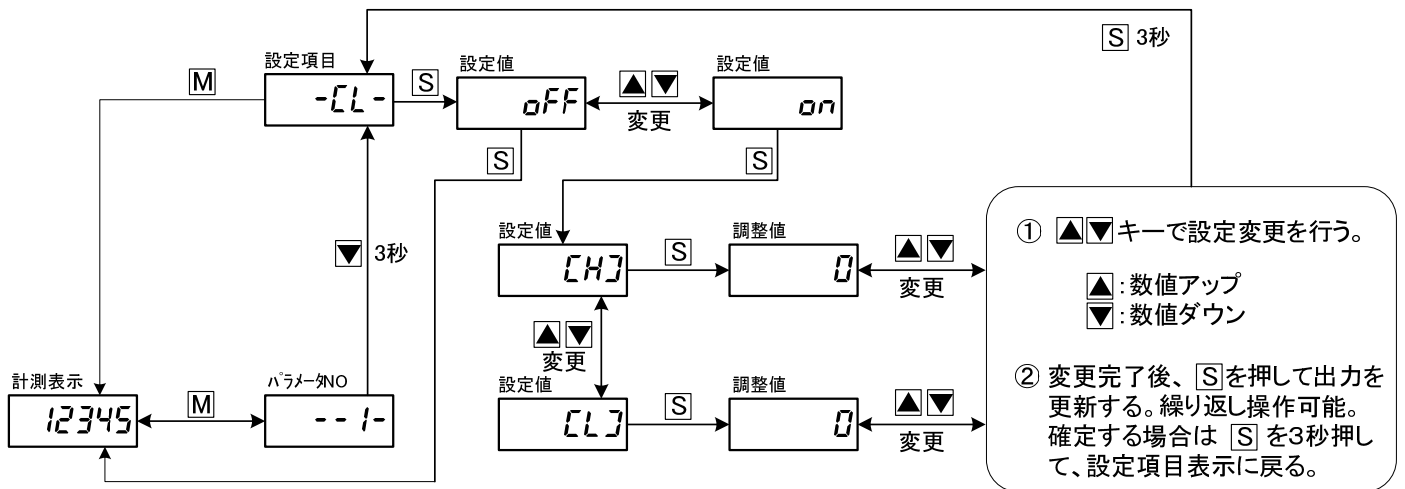 S 3秒
設定項目
-CL-
M
S
設定値
oFF
▲▼
変更
設定値
on
S
S
▼ 3秒
設定値
[H]
S
調整値
0
▲▼
変更
▲▼
変更
設定値
[L]
S
調整値
0
▲▼
変更
計測表示
12345
M
パラメータNO
--1-
① ▲▼キーで設定変更を行う。
▲:数値アップ
▼:数値ダウン
② 変更完了後、Sを押して出力を
更新する。繰り返し操作可能。
確定する場合は S を3秒押し
て、設定項目表示に戻る。